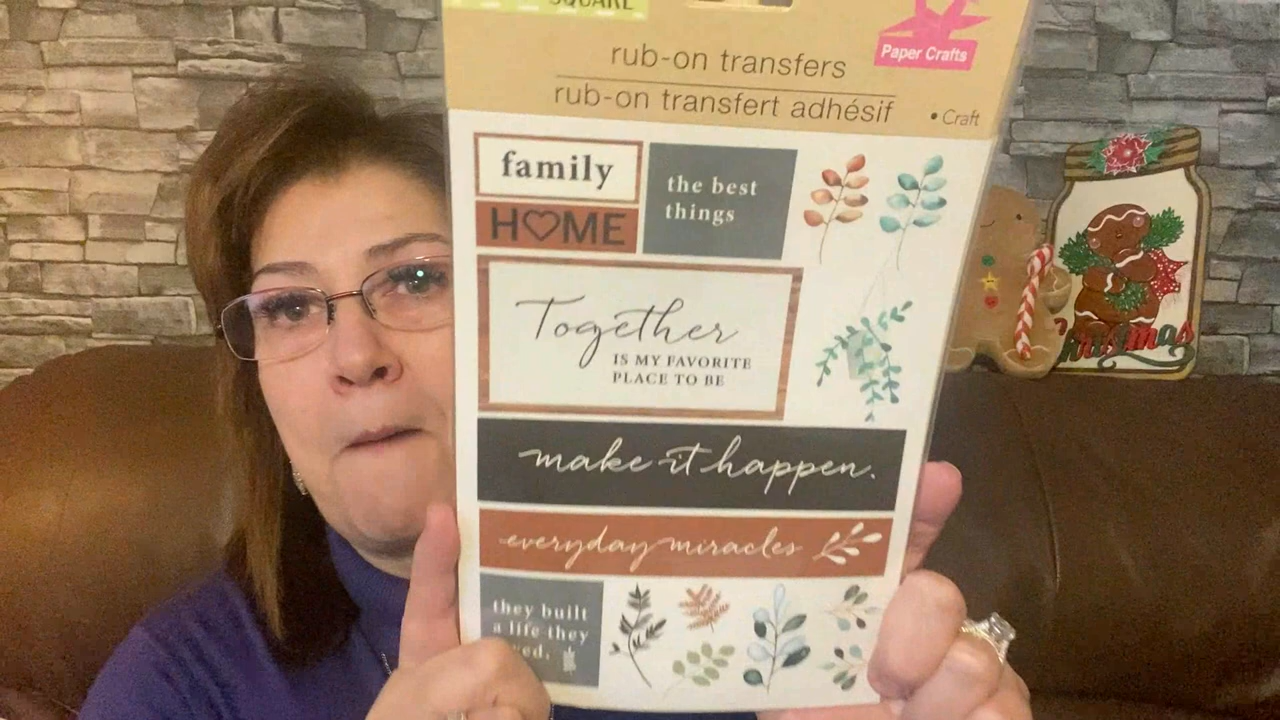 SQUARE
Paper Crafts
rub-on transfers
rub-on transfert adhésif
• Craft
family
HOME
the best
things
Together
IS MY FAVORITE
PLACE TO BE
make it happen.
everyday miracles
they built
a life they